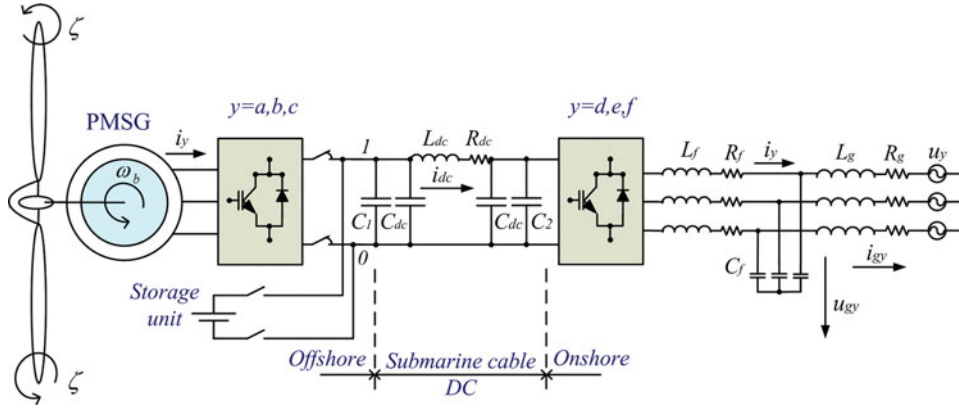 ζ
y=a,b,c
y=d,e,f
PMSG
i_y
1
L_dc
R_dc
L_f
R_f
i_y
L_g
R_g
u_y
ω_b
i_dc
C_1
C_dc
C_dc
C_2
0
C_f
i_gy
u_gy
Storage
unit
Offshore
Submarine cable
Onshore
DC
ζ